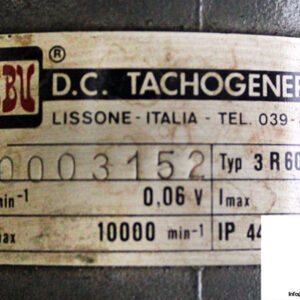 BU ® D.C. TACHOGENER
LISSONE - ITALIA - TEL. 039-
0003152 Typ 3 R 60
min-1 0,06 V Imax
max 10000 min-1 IP 44